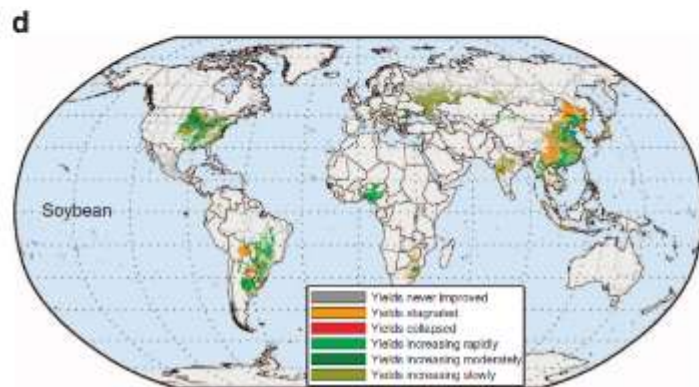 d
Soybean
Yields never improved
Yields stagnated
Yields collapsed
Yields increasing rapidly
Yields increasing moderately
Yields increasing slowly